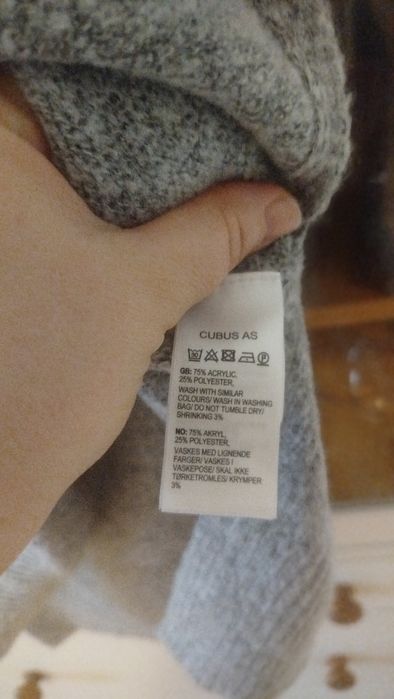 CUBUS AS
GB: 75% ACRYLIC,
25% POLYESTER,
WASH WITH SIMILAR
COLOURS/ WASH IN WASHING
BAG/ DO NOT TUMBLE DRY/
SHRINKING 3%
NO: 75% AKRYL,
25% POLYESTER,
VASKES MED LIGNENDE
FARGER/ VASKES I
VASKEPOSE/ SKAL IKKE
TØRKETROMLES/ KRYMPER
3%